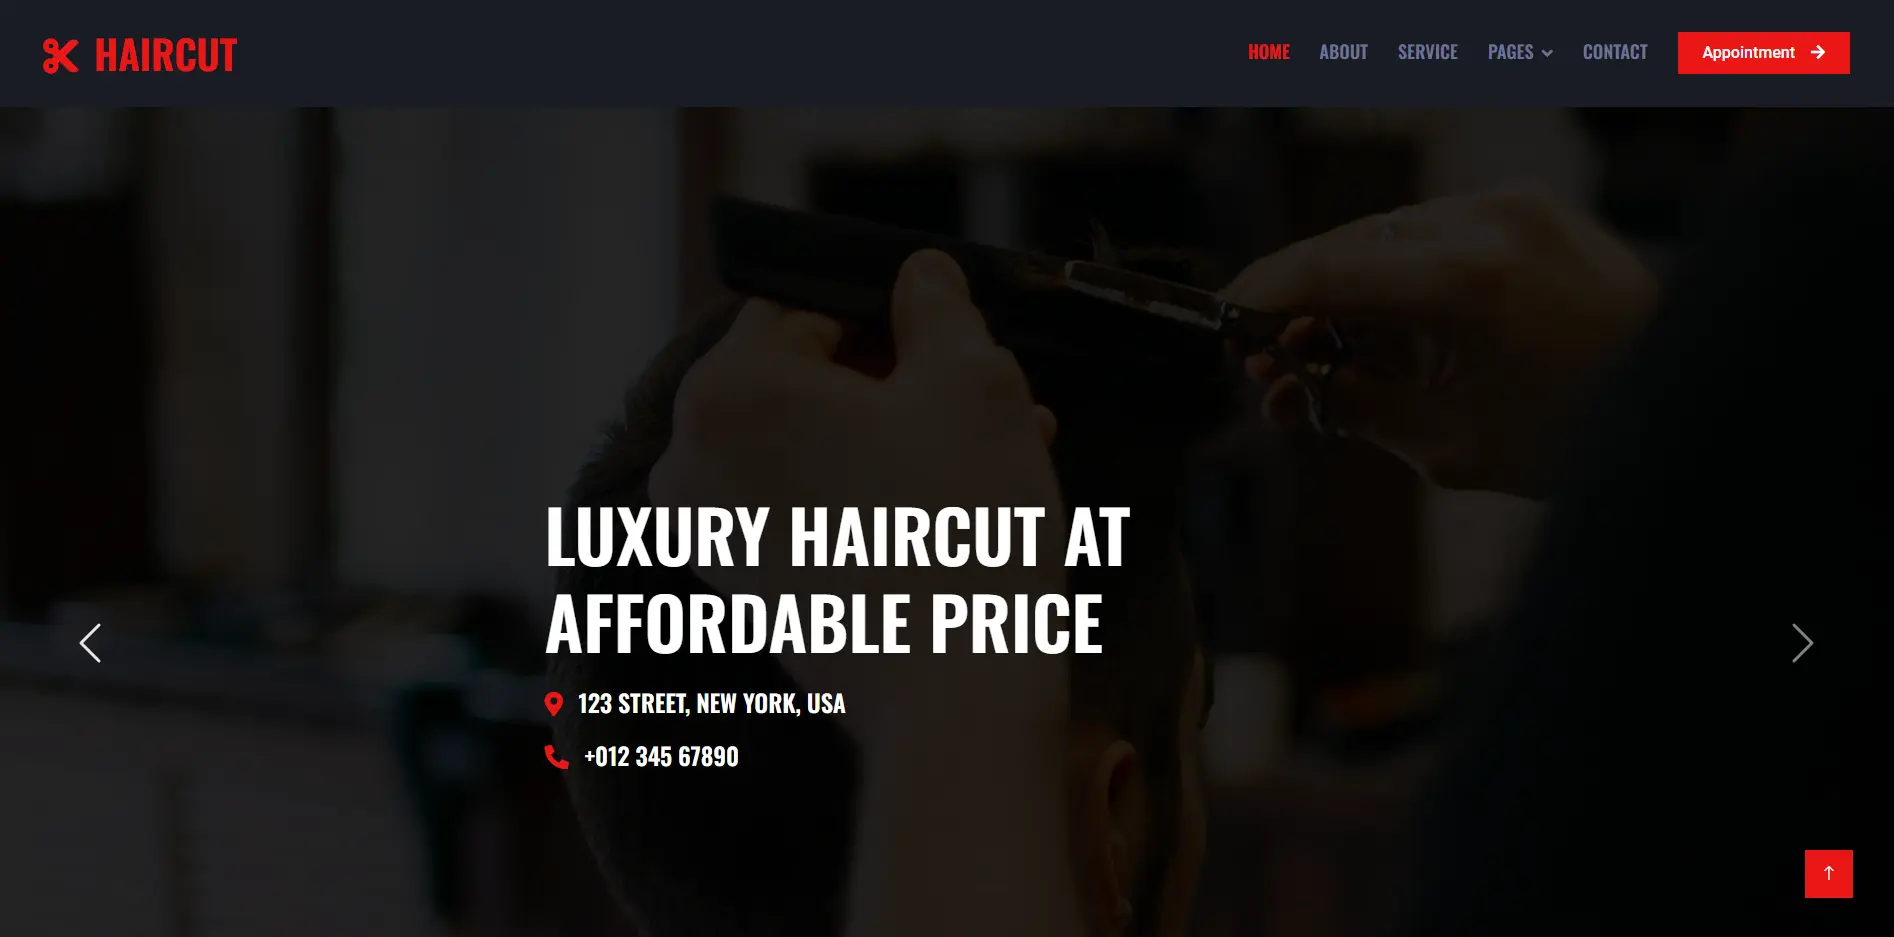 HAIRCUT
HOME ABOUT SERVICE PAGES CONTACT Appointment
LUXURY HAIRCUT AT
AFFORDABLE PRICE
123 STREET, NEW YORK, USA
+012 345 67890